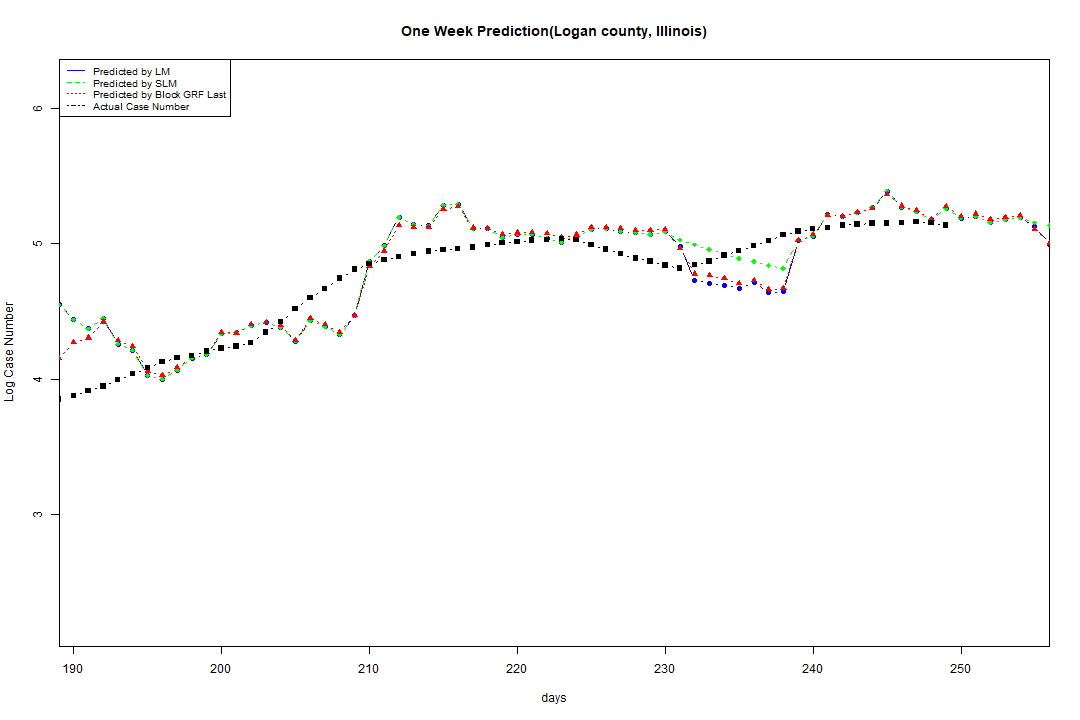 One Week Prediction(Logan county, Illinois)
Predicted by LM
Predicted by SLM
Predicted by Block GRF Last
Actual Case Number
6
5
4
3
Log Case Number
190 200 210 220 230 240 250
days